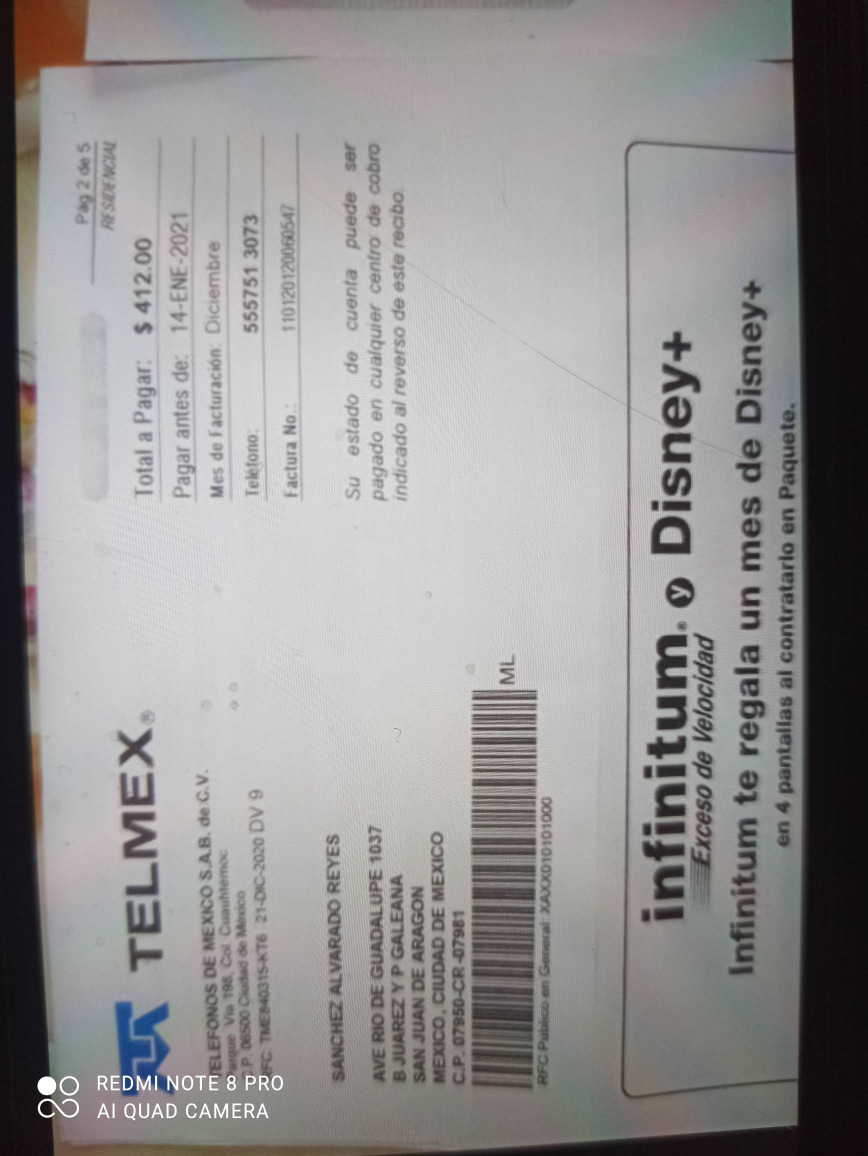 Pág 2 de 5
RESIDENCIAL
TELMEX®
TELEFONOS DE MEXICO S.A.B. de C.V.
Parque Vía 198, Col. Cuauhtémoc
C.P. 06500 Ciudad de México
RFC. TME840315-KT6 21-DIC-2020 DV 9
Total a Pagar: $ 412.00
Pagar antes de: 14-ENE-2021
Mes de Facturación: Diciembre
Teléfono: 555751 3073
Factura No.: 110120120060547
Su estado de cuenta puede ser
pagado en cualquier centro de cobro
indicado al reverso de este recibo
SANCHEZ ALVARADO REYES
AVE RIO DE GUADALUPE 1037
B JUAREZ Y P GALEANA
SAN JUAN DE ARAGON
MEXICO, CIUDAD DE MEXICO
C.P. 07950-CR -07981
ML
RFC Público en General: XAXX010101000
infinitum® y Disney+
Exceso de Velocidad
Infinitum te regala un mes de Disney+
en 4 pantallas al contratarlo en Paquete.
REDMI NOTE 8 PRO
AI QUAD CAMERA